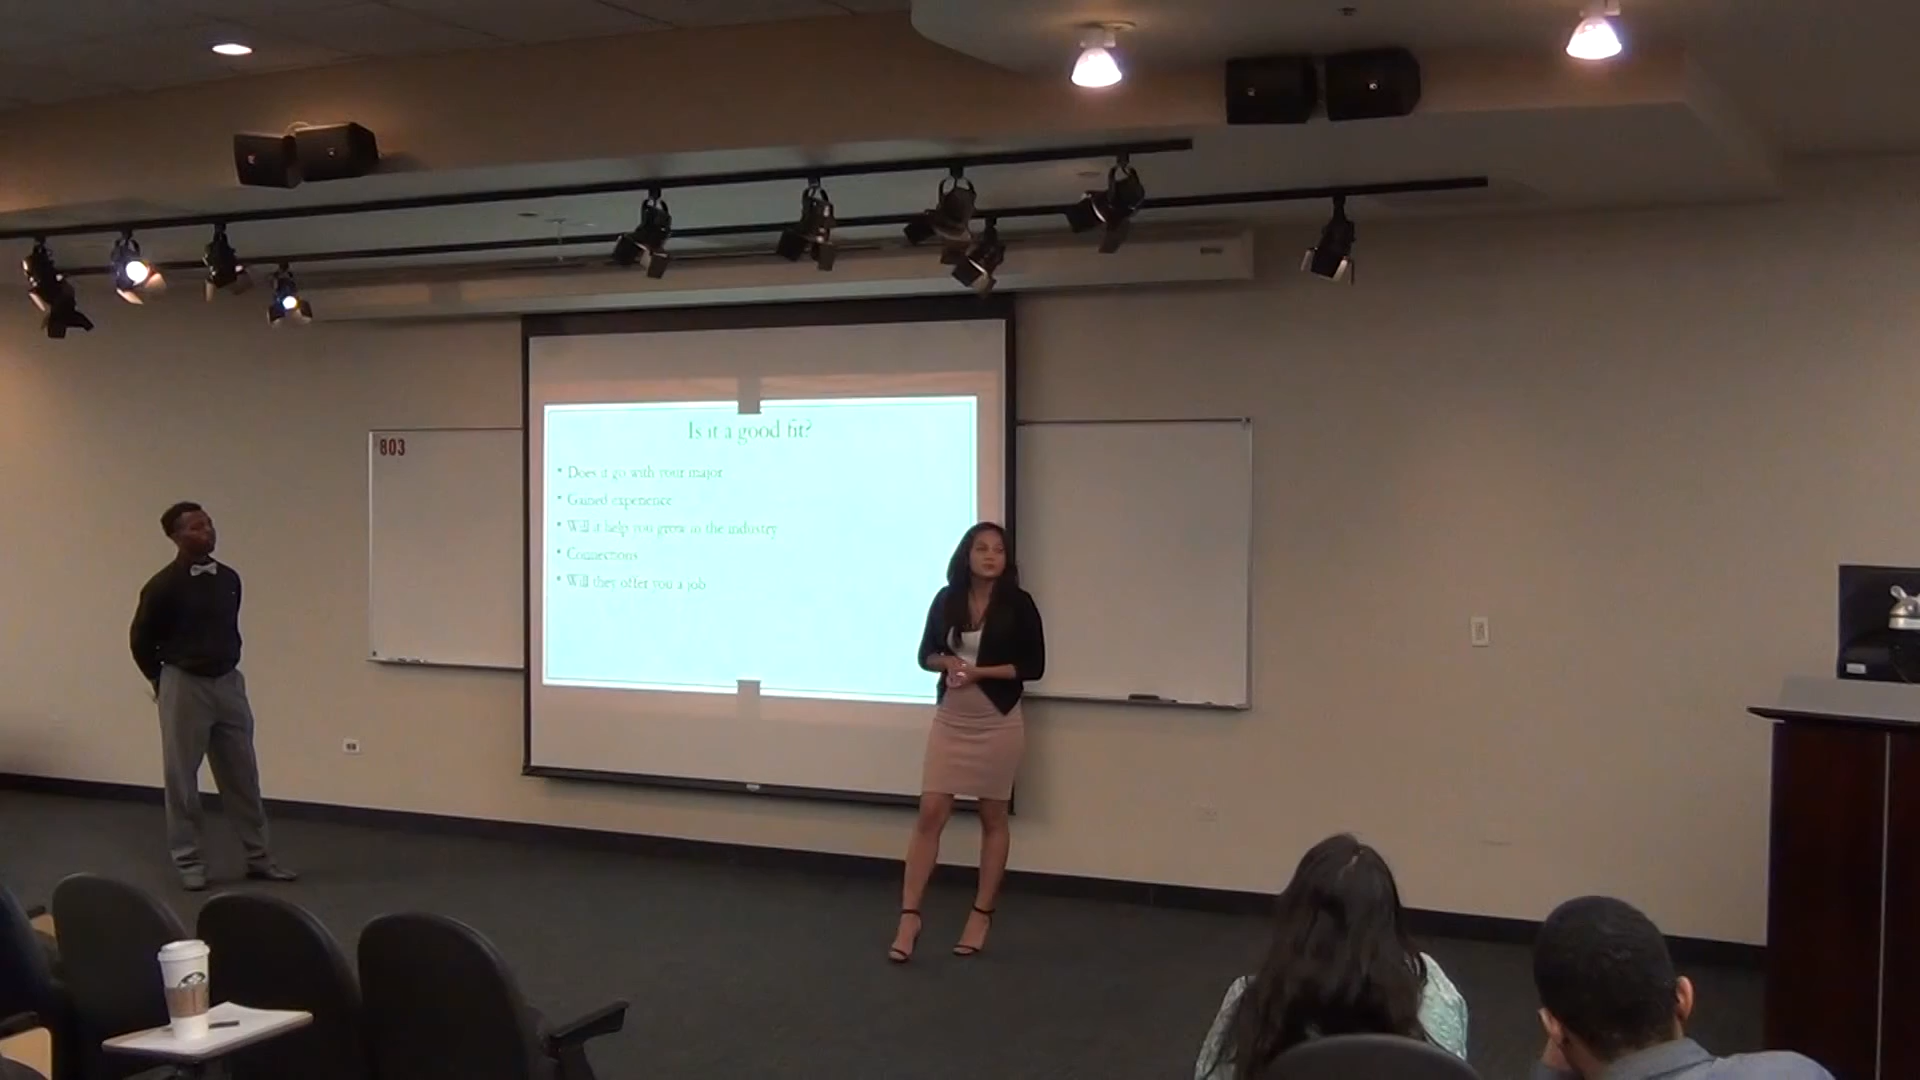 803
Is it a good fit?
• Does it go with your major
• Gained experience
• Will it help you grow in the industry
• Connections
• Will they offer you a job